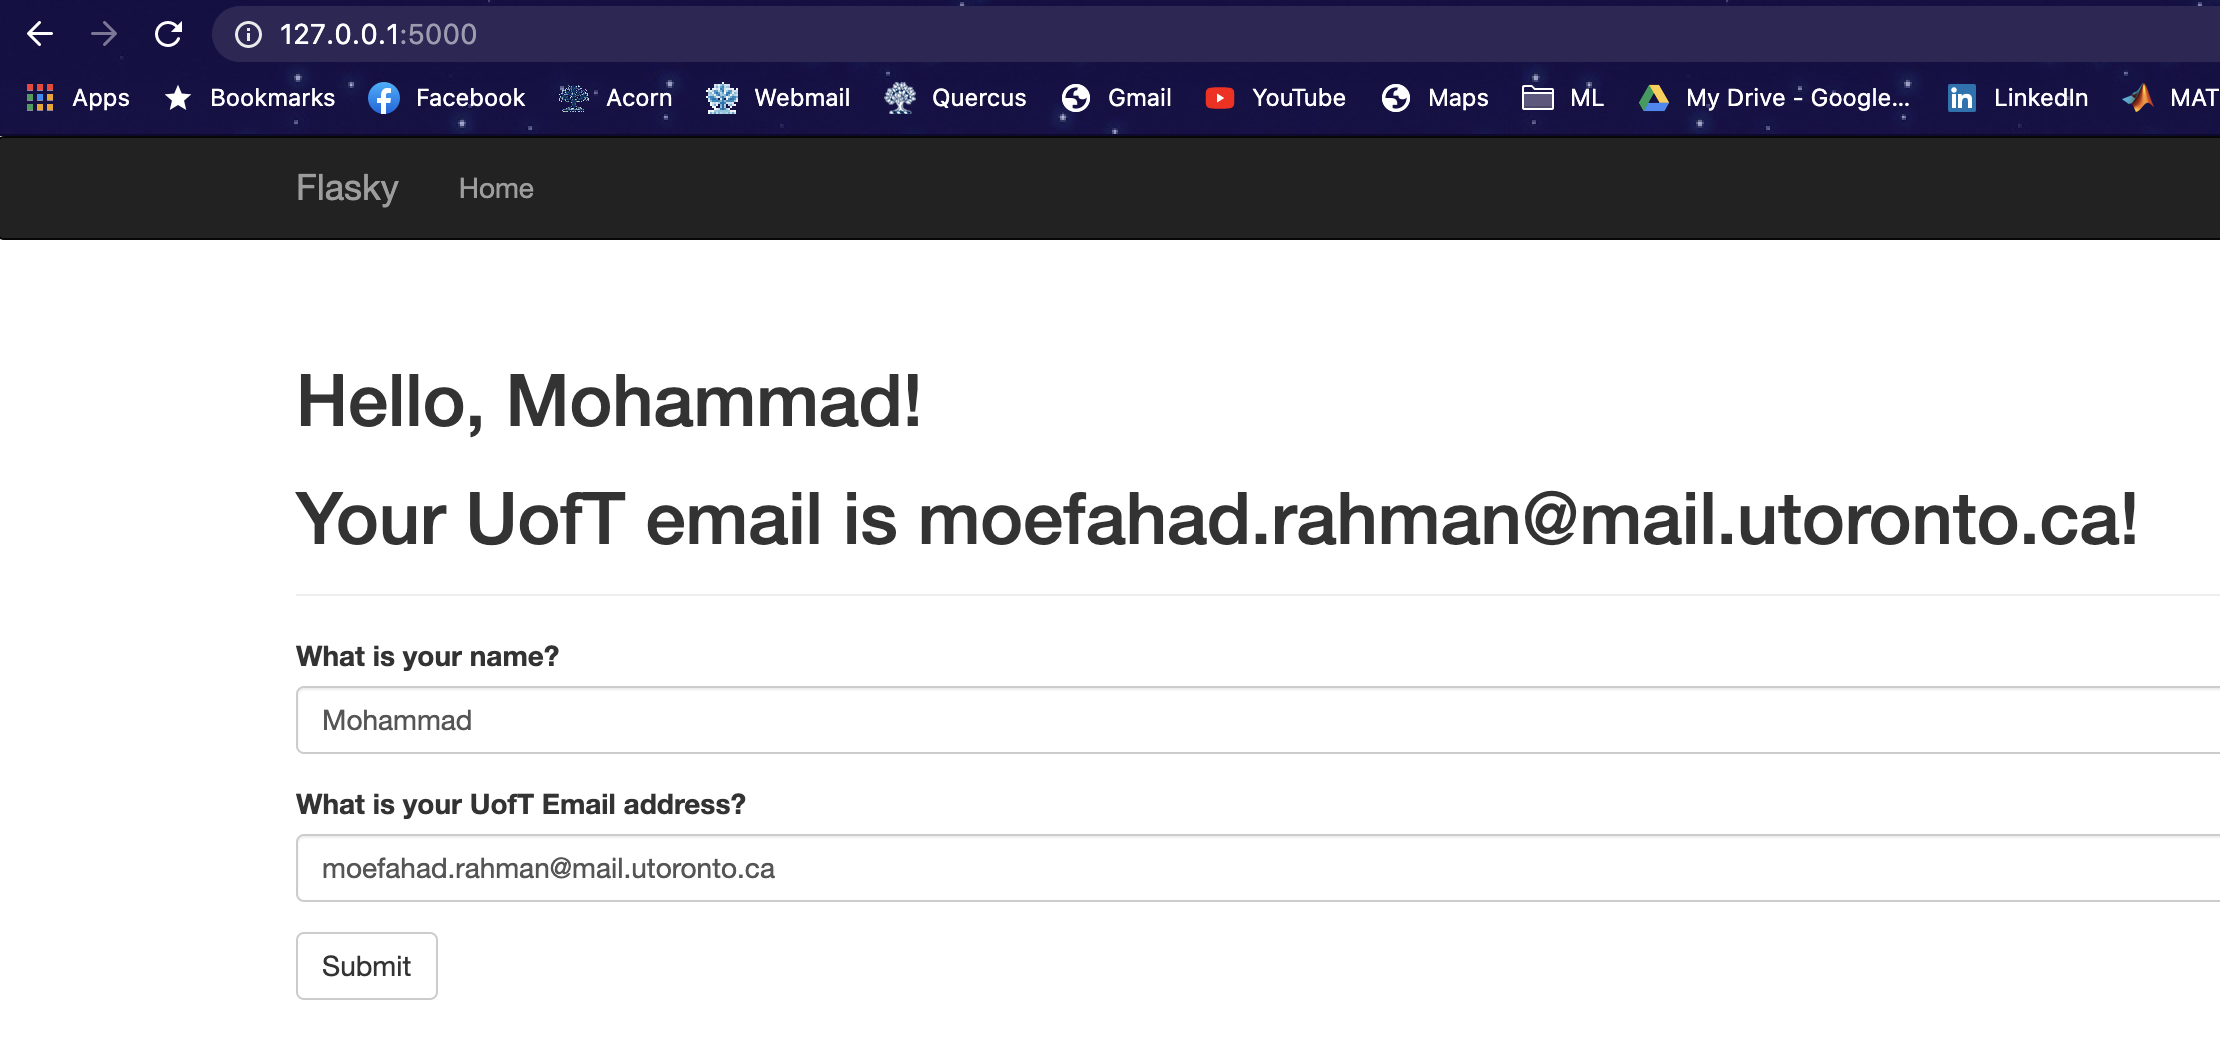 127.0.0.1:5000
Apps Bookmarks Facebook Acorn Webmail Quercus Gmail YouTube Maps ML My Drive - Google... LinkedIn MAT
Flasky Home
Hello, Mohammad!
Your UofT email is moefahad.rahman@mail.utoronto.ca!
What is your name?
Mohammad
What is your UofT Email address?
moefahad.rahman@mail.utoronto.ca
Submit